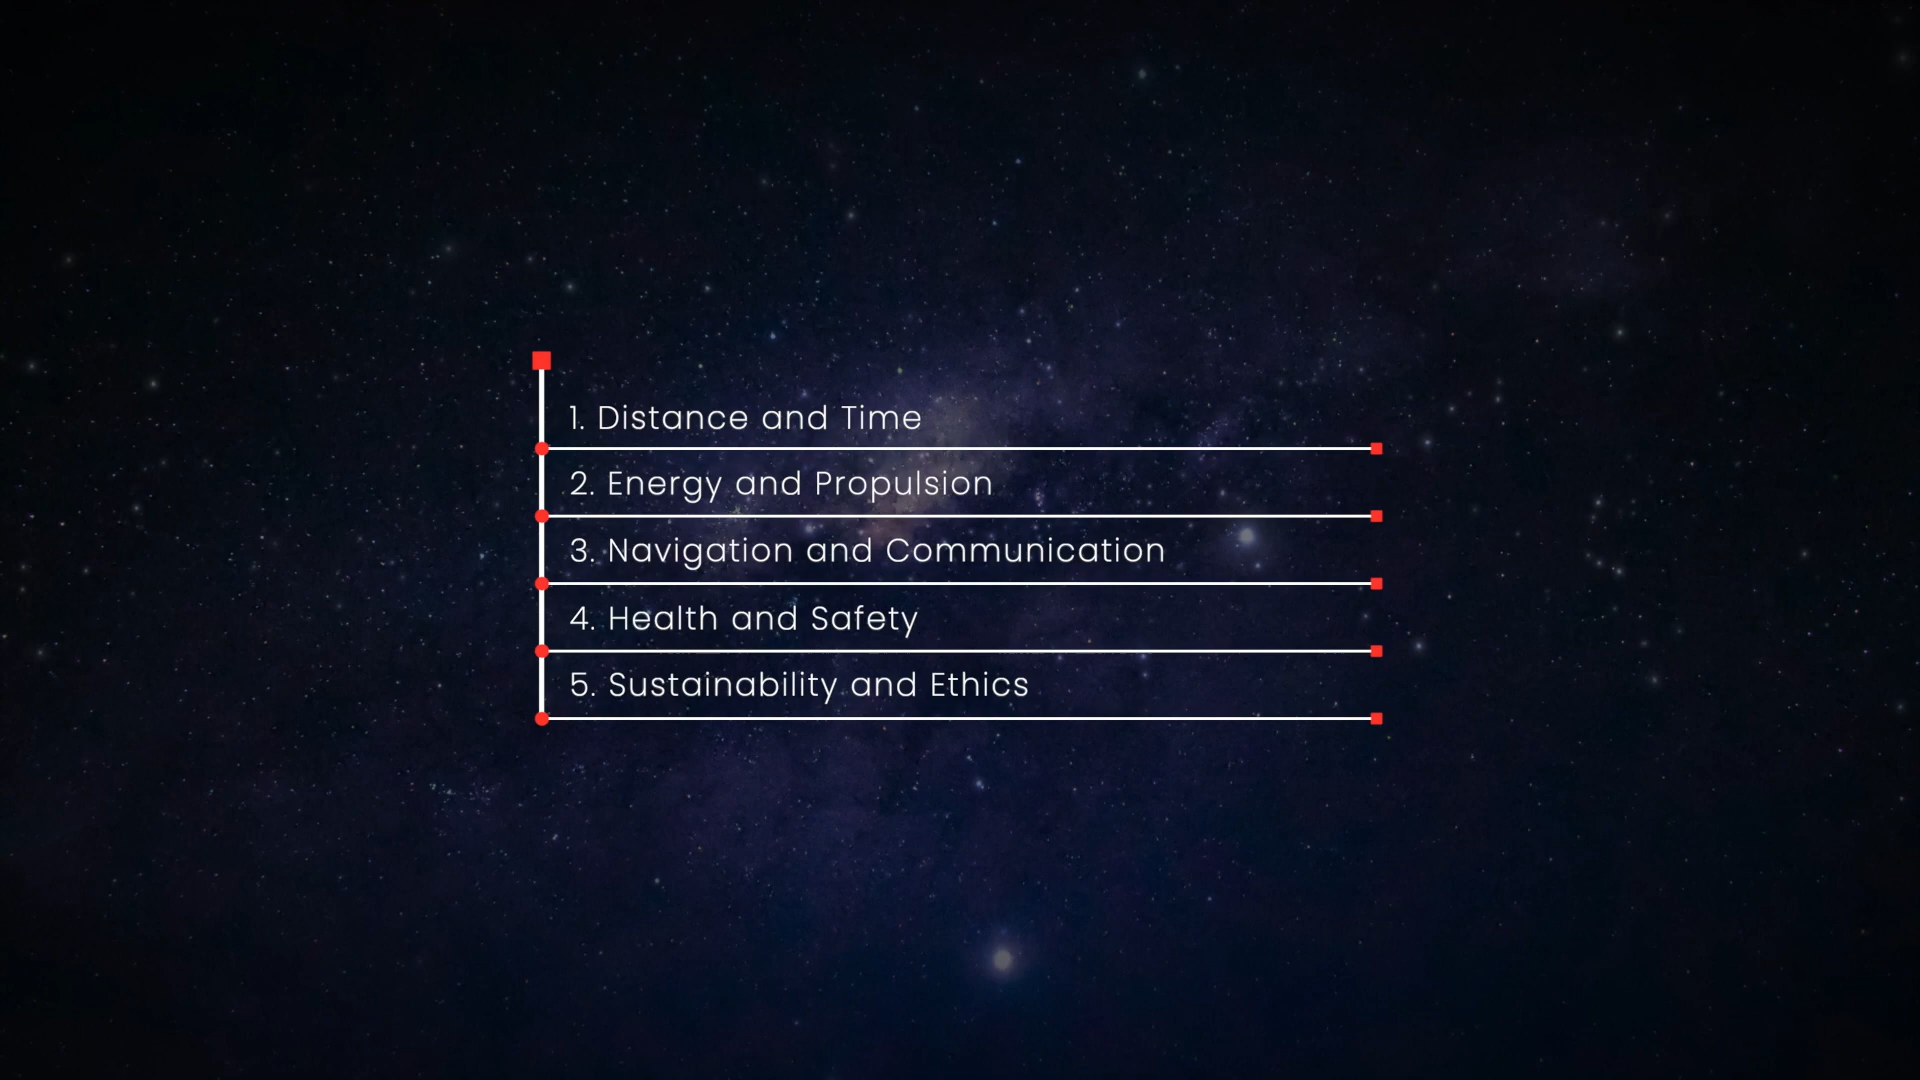 1. Distance and Time
2. Energy and Propulsion
3. Navigation and Communication
4. Health and Safety
5. Sustainability and Ethics